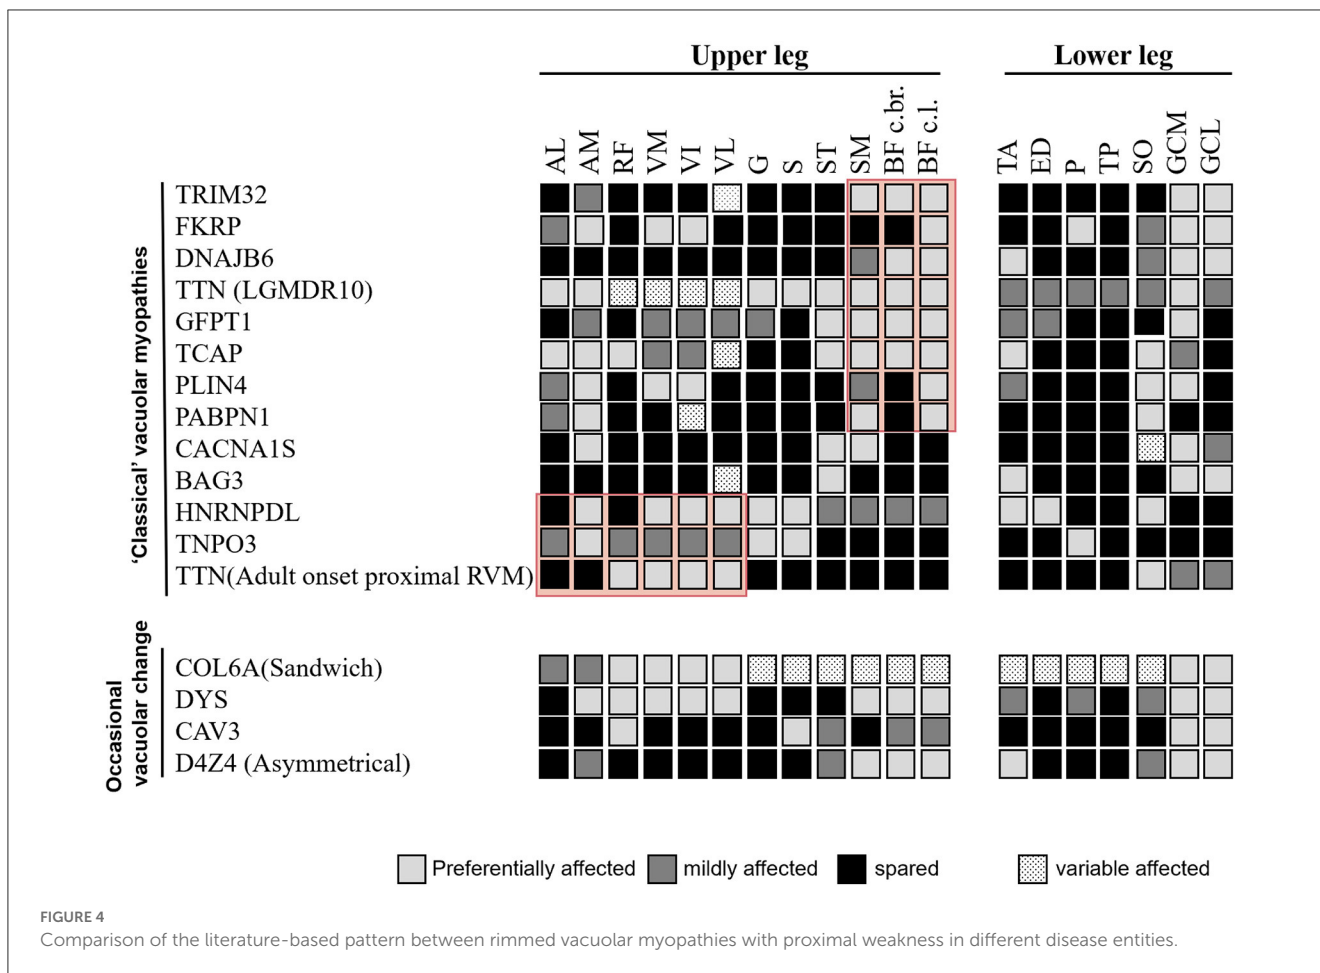 Upper leg
Lower leg
AL AM RF VM VI VL G S ST SM BF c.br. BF c.l. TA ED P TP SO GCM GCL
'Classical' vacuolar myopathies
TRIM32
FKRP
DNAJB6
TTN (LGMDR10)
GFPT1
TCAP
PLIN4
PABPN1
CACNA1S
BAG3
HNRNPDL
TNPO3
TTN(Adult onset proximal RVM)
Occasional
vacuolar change
COL6A(Sandwich)
DYS
CAV3
D4Z4 (Asymmetrical)
Preferentially affected mildly affected spared variable affected
FIGURE 4
Comparison of the literature-based pattern between rimmed vacuolar myopathies with proximal weakness in different disease entities.